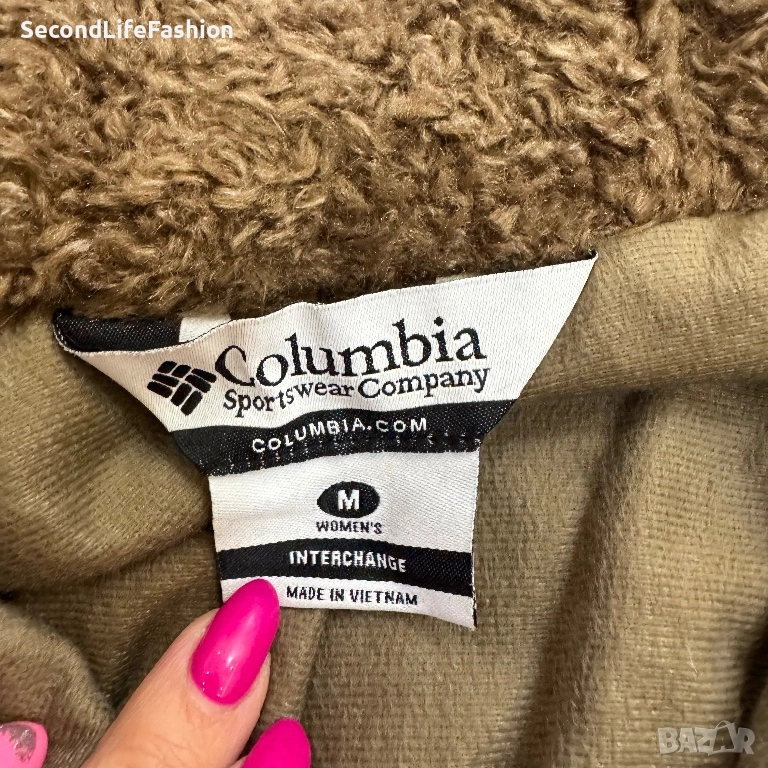 SecondLifeFashion
Columbia
Sportswear Company
COLUMBIA.COM
M
WOMEN'S
INTERCHANGE
MADE IN VIETNAM
BAZAR